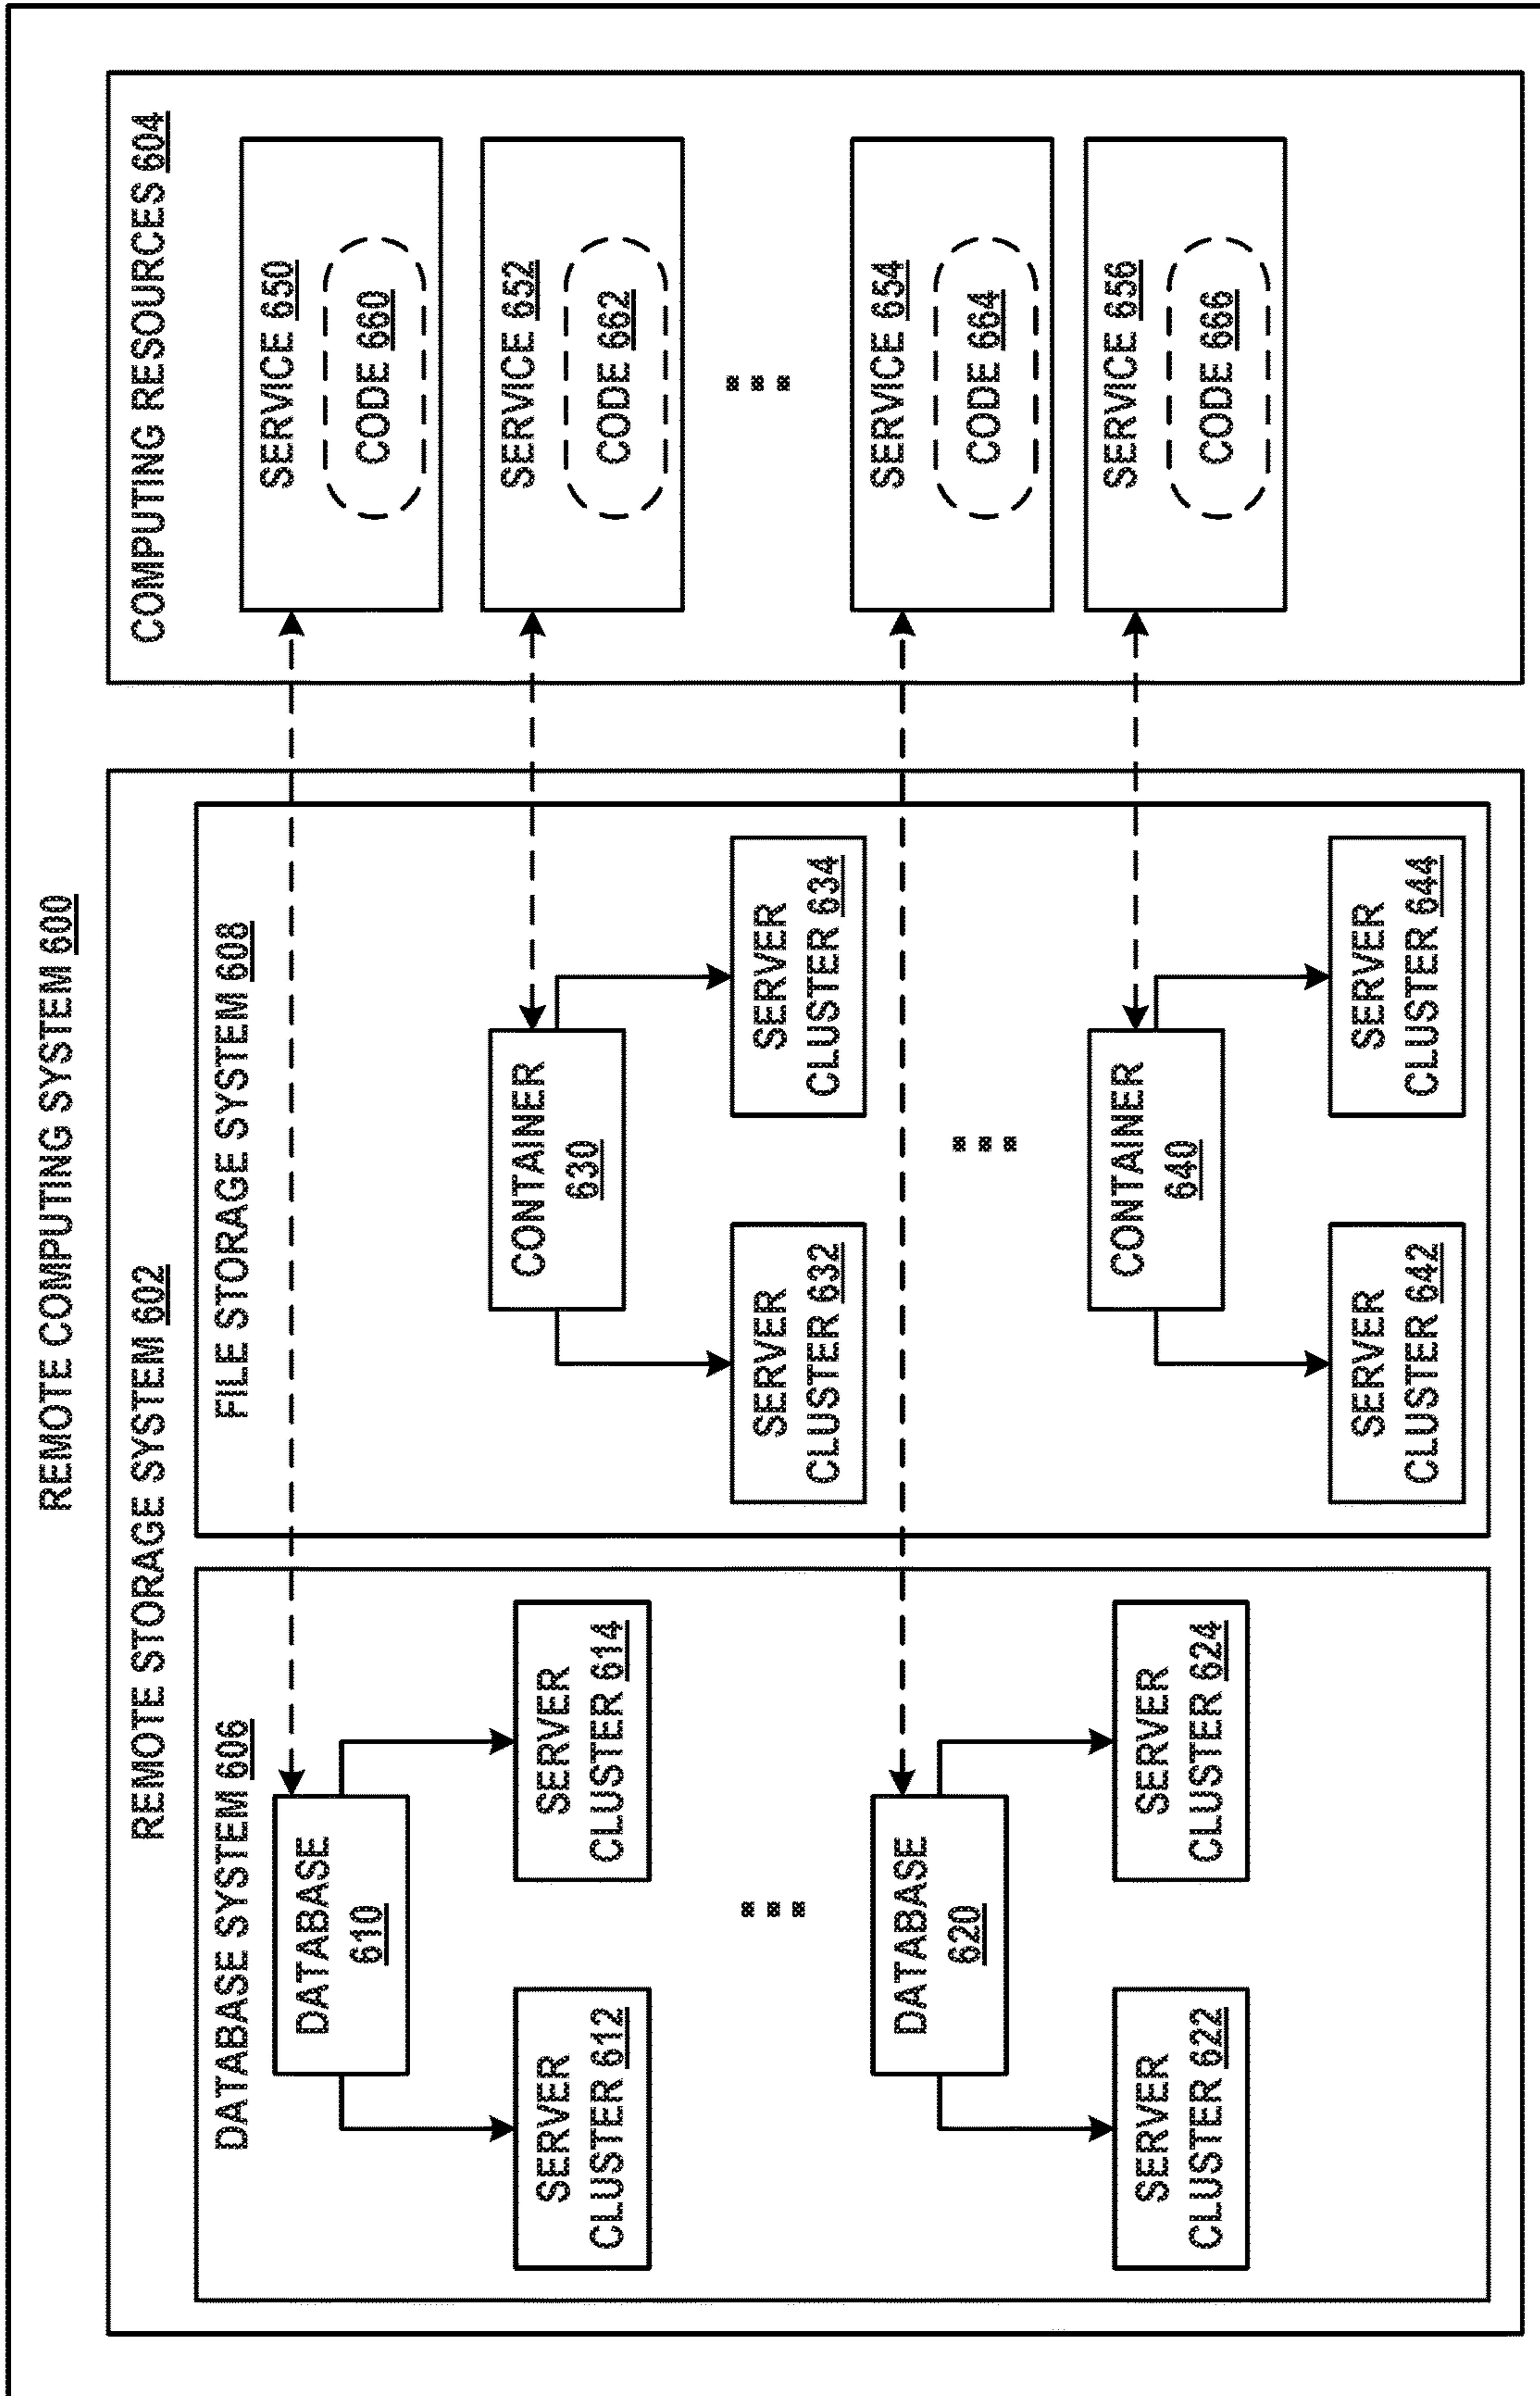 REMOTE COMPUTING SYSTEM 600
REMOTE STORAGE SYSTEM 602
DATABASE SYSTEM 606
DATABASE
610
SERVER
CLUSTER 612
SERVER
CLUSTER 614
DATABASE
620
SERVER
CLUSTER 622
SERVER
CLUSTER 624
FILE STORAGE SYSTEM 608
CONTAINER
630
SERVER
CLUSTER 632
SERVER
CLUSTER 634
CONTAINER
640
SERVER
CLUSTER 642
SERVER
CLUSTER 644
COMPUTING RESOURCES 604
SERVICE 650
CODE 660
SERVICE 652
CODE 662
SERVICE 654
CODE 664
SERVICE 656
CODE 666